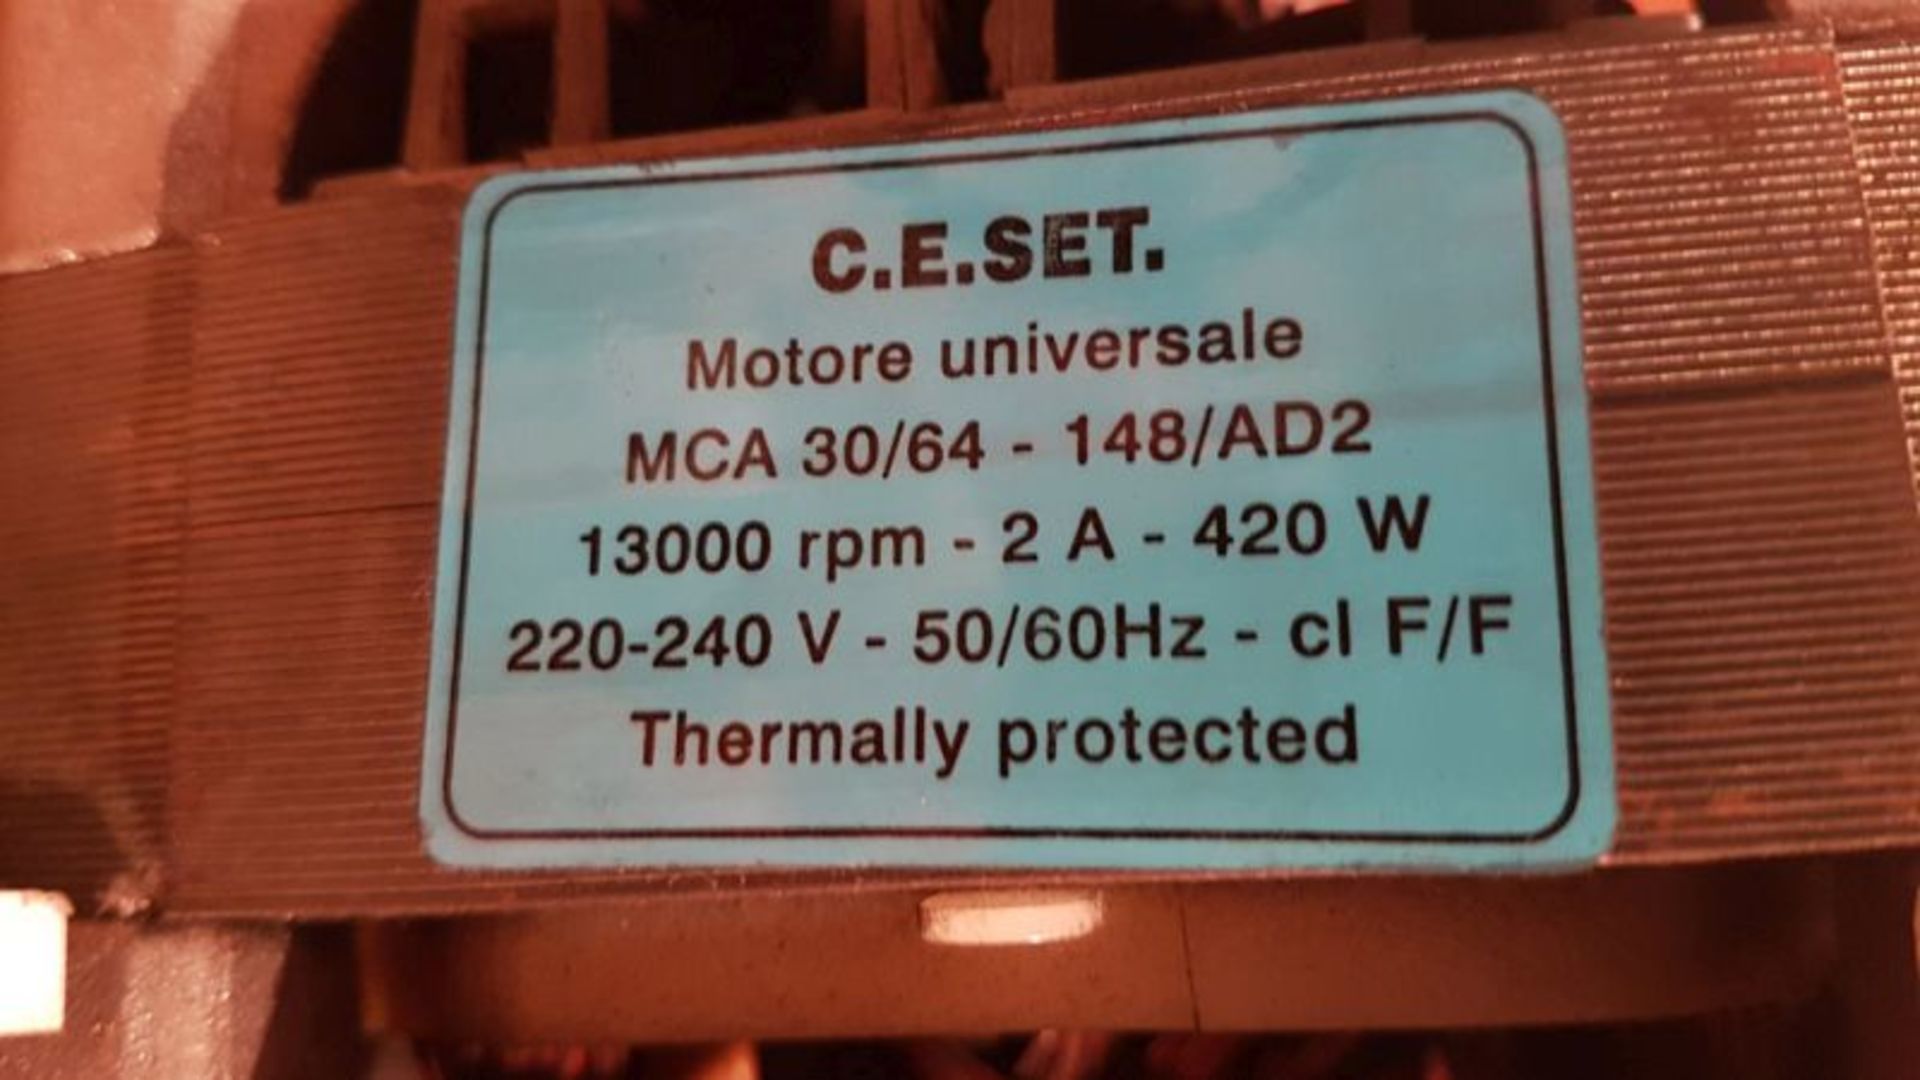 C.E.SET.
Motore universale
MCA 30/64 - 148/AD2
13000 rpm - 2 A - 420 W
220-240 V - 50/60Hz - cl F/F
Thermally protected